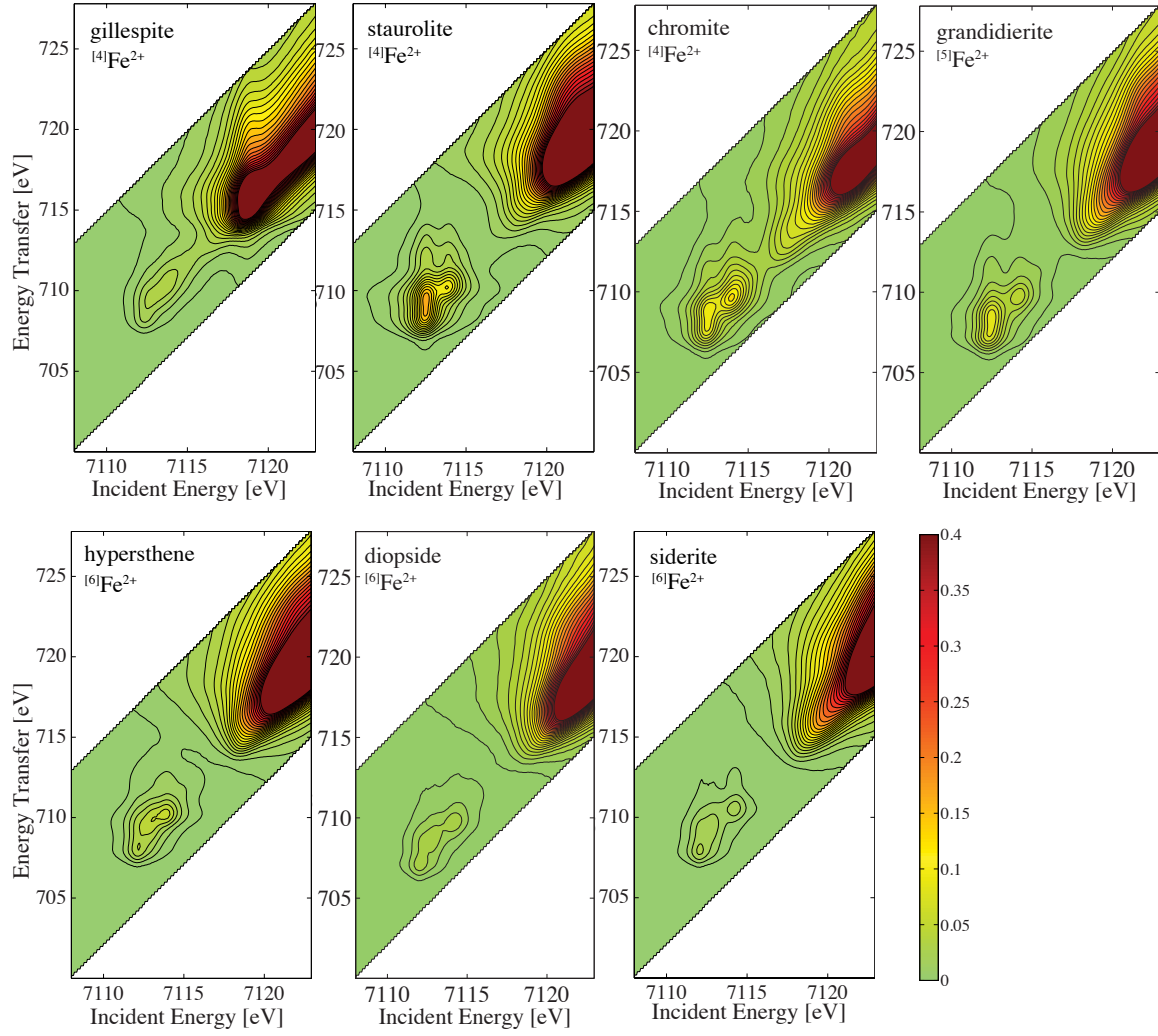 gillespite
[4]Fe2+
staurolite
[4]Fe2+
chromite
[4]Fe2+
grandidierite
[5]Fe2+
Energy Transfer [eV]
725
720
715
710
705
725
720
715
710
705
725
720
715
710
705
725
720
715
710
705
7110 7115 7120
7110 7115 7120
7110 7115 7120
7110 7115 7120
Incident Energy [eV]
Incident Energy [eV]
Incident Energy [eV]
Incident Energy [eV]
hypersthene
[6]Fe2+
diopside
[6]Fe2+
siderite
[6]Fe2+
Energy Transfer [eV]
725
720
715
710
705
725
720
715
710
705
725
720
715
710
705
0.4
0.35
0.3
0.25
0.2
0.15
0.1
0.05
0
7110 7115 7120
7110 7115 7120
7110 7115 7120
Incident Energy [eV]
Incident Energy [eV]
Incident Energy [eV]